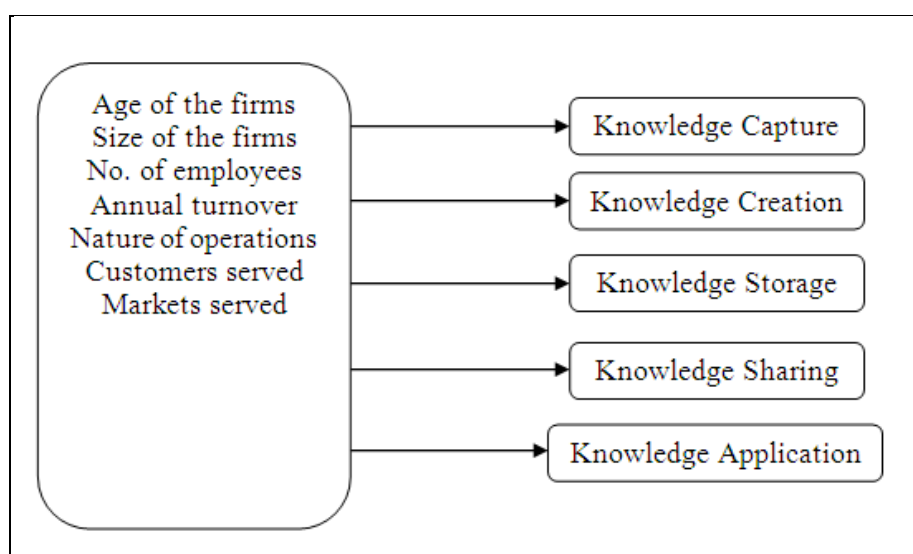 Age of the firms
Size of the firms
No. of employees
Annual turnover
Nature of operations
Customers served
Markets served
Knowledge Capture
Knowledge Creation
Knowledge Storage
Knowledge Sharing
Knowledge Application